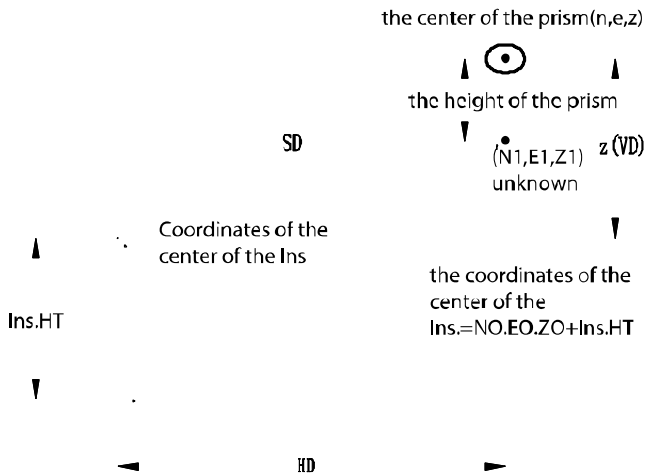 the center of the prism(n,e,z)
the height of the prism
SD
(N1,E1,Z1)
unknown
z(VD)
Coordinates of the
center of the Ins
the coordinates of the
center of the
Ins.=NO.EO.ZO+Ins.HT
Ins.HT
HD